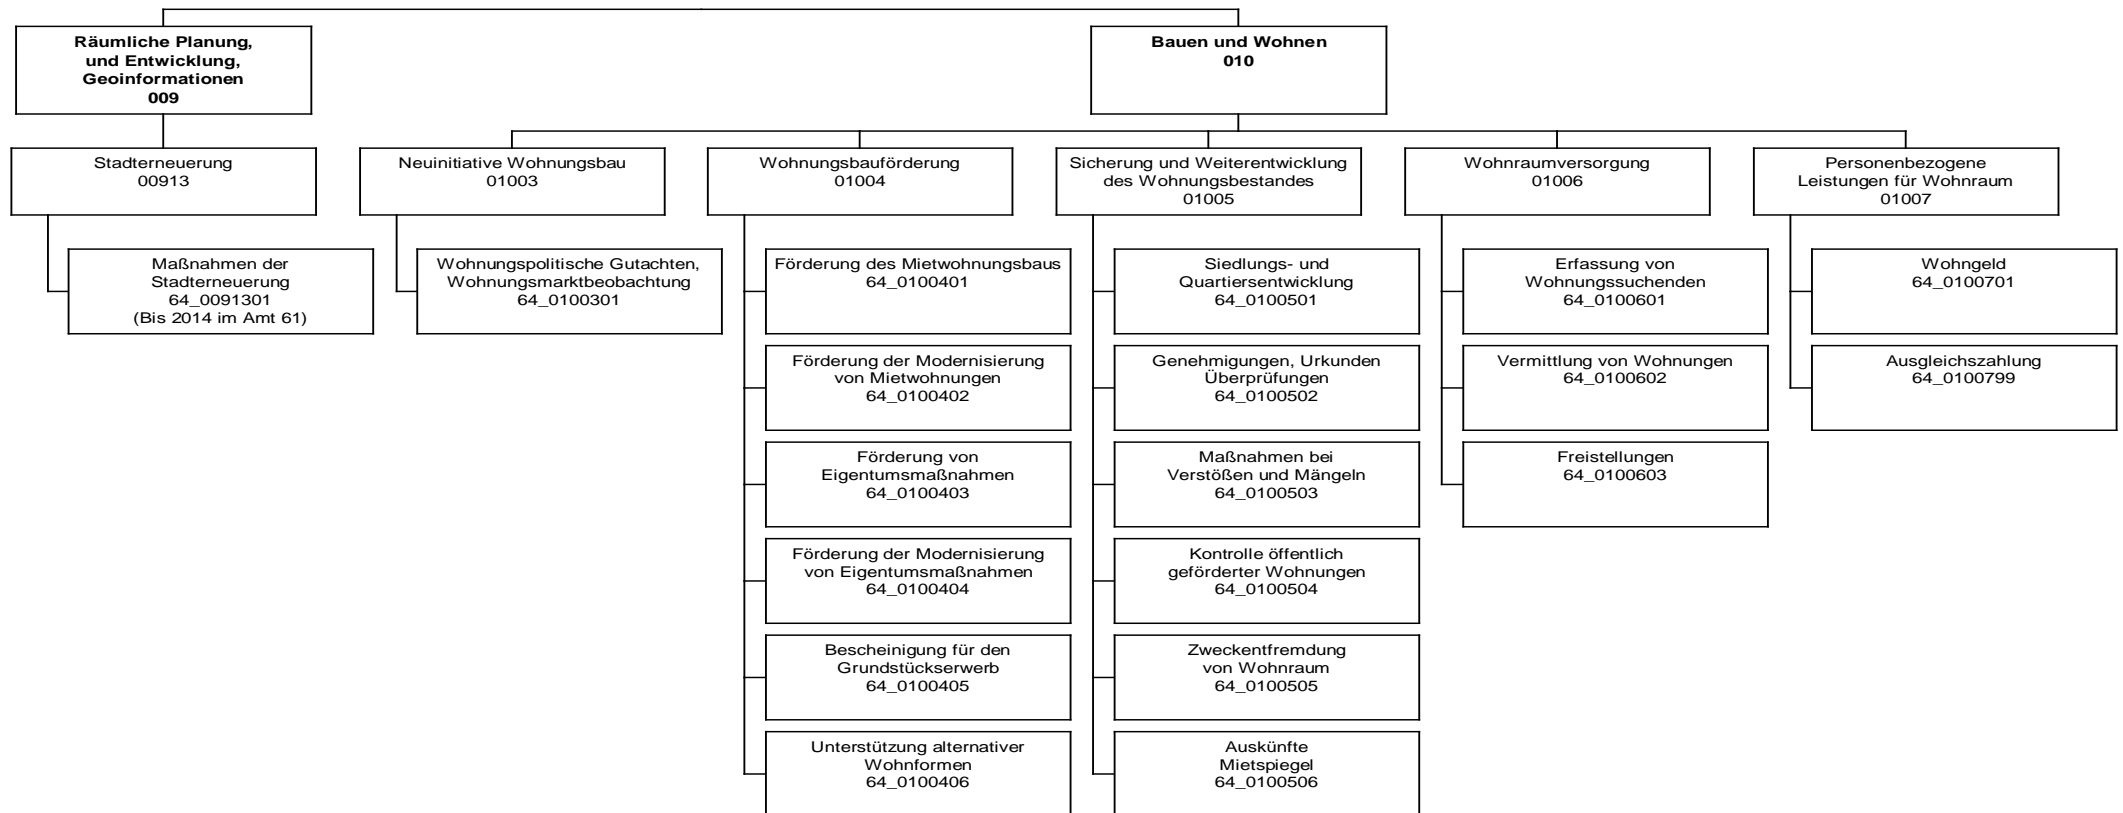 Räumliche Planung,
und Entwicklung,
Geoinformationen
009
Bauen und Wohnen
010
Stadterneuerung
00913
Neuinitiative Wohnungsbau
01003
Wohnungsbauförderung
01004
Sicherung und Weiterentwicklung
des Wohnungsbestandes
01005
Wohnraumversorgung
01006
Personenbezogene
Leistungen für Wohnraum
01007
Maßnahmen der
Stadterneuerung
64_0091301
(Bis 2014 im Amt 61)
Wohnungspolitische Gutachten,
Wohnungsmarktbeobachtung
64_0100301
Förderung des Mietwohnungsbaus
64_0100401
Förderung der Modernisierung
von Mietwohnungen
64_0100402
Förderung von
Eigentumsmaßnahmen
64_0100403
Förderung der Modernisierung
von Eigentumsmaßnahmen
64_0100404
Bescheinigung für den
Grundstückserwerb
64_0100405
Unterstützung alternativer
Wohnformen
64_0100406
Siedlungs- und
Quartiersentwicklung
64_0100501
Genehmigungen, Urkunden
Überprüfungen
64_0100502
Maßnahmen bei
Verstößen und Mängeln
64_0100503
Kontrolle öffentlich
geförderter Wohnungen
64_0100504
Zweckentfremdung
von Wohnraum
64_0100505
Auskünfte
Mietspiegel
64_0100506
Erfassung von
Wohnungssuchenden
64_0100601
Vermittlung von Wohnungen
64_0100602
Freistellungen
64_0100603
Wohngeld
64_0100701
Ausgleichszahlung
64_0100799